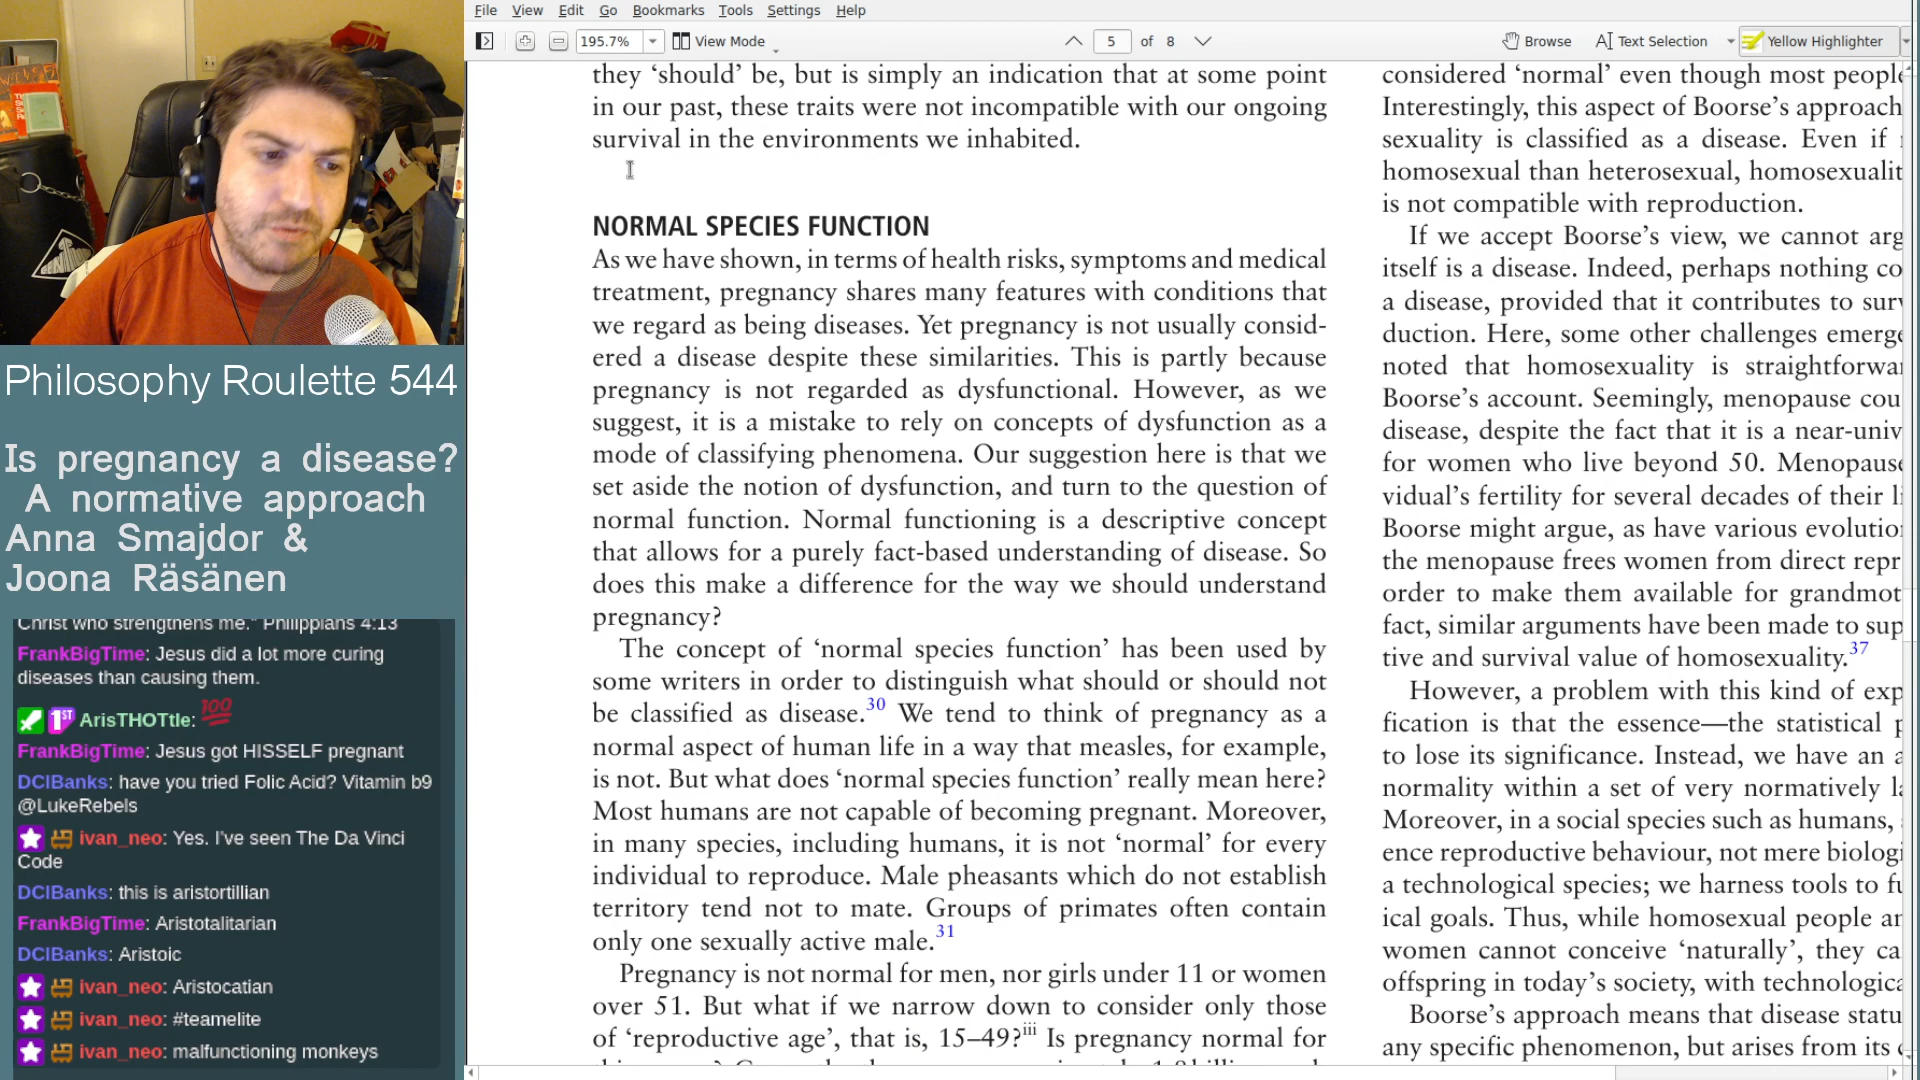 File View Edit Go Bookmarks Tools Settings Help
195.7% View Mode 5 of 8 Browse Text Selection Yellow Highlighter
they ‘should’ be, but is simply an indication that at some point
in our past, these traits were not incompatible with our ongoing
survival in the environments we inhabited.
NORMAL SPECIES FUNCTION
As we have shown, in terms of health risks, symptoms and medical
treatment, pregnancy shares many features with conditions that
we regard as being diseases. Yet pregnancy is not usually consid-
ered a disease despite these similarities. This is partly because
pregnancy is not regarded as dysfunctional. However, as we
suggest, it is a mistake to rely on concepts of dysfunction as a
mode of classifying phenomena. Our suggestion here is that we
set aside the notion of dysfunction, and turn to the question of
normal function. Normal functioning is a descriptive concept
that allows for a purely fact-based understanding of disease. So
does this make a difference for the way we should understand
pregnancy?
The concept of ‘normal species function’ has been used by
some writers in order to distinguish what should or should not
be classified as disease.30 We tend to think of pregnancy as a
normal aspect of human life in a way that measles, for example,
is not. But what does ‘normal species function’ really mean here?
Most humans are not capable of becoming pregnant. Moreover,
in many species, including humans, it is not ‘normal’ for every
individual to reproduce. Male pheasants which do not establish
territory tend not to mate. Groups of primates often contain
only one sexually active male.31
Pregnancy is not normal for men, nor girls under 11 or women
over 51. But what if we narrow down to consider only those
of ‘reproductive age’, that is, 15–49?iii Is pregnancy normal for
considered ‘normal’ even though most people
Interestingly, this aspect of Boorse’s approach
sexuality is classified as a disease. Even if
homosexual than heterosexual, homosexualit
is not compatible with reproduction.
If we accept Boorse’s view, we cannot arg
itself is a disease. Indeed, perhaps nothing co
a disease, provided that it contributes to surv
duction. Here, some other challenges emerge
noted that homosexuality is straightforwar
Boorse’s account. Seemingly, menopause cou
disease, despite the fact that it is a near-univ
for women who live beyond 50. Menopause
vidual’s fertility for several decades of their li
Boorse might argue, as have various evolutio
the menopause frees women from direct repr
order to make them available for grandmot
fact, similar arguments have been made to sup
tive and survival value of homosexuality.37
However, a problem with this kind of exp
fication is that the essence—the statistical p
to lose its significance. Instead, we have an a
normality within a set of very normatively la
Moreover, in a social species such as humans,
ence reproductive behaviour, not mere biologi
a technological species; we harness tools to fu
ical goals. Thus, while homosexual people an
women cannot conceive ‘naturally’, they ca
offspring in today’s society, with technologica
Boorse’s approach means that disease statu
any specific phenomenon, but arises from its c
Philosophy Roulette 544
Is pregnancy a disease?
A normative approach
Anna Smajdor &
Joona Räsänen
Christ who strengthens me." Philippians 4:13
FrankBigTime: Jesus did a lot more curing
diseases than causing them.
1ST ArisTHOTtle: 100
FrankBigTime: Jesus got HISSELF pregnant
DCIBanks: have you tried Folic Acid? Vitamin b9
@LukeRebels
ivan_neo: Yes. I've seen The Da Vinci
Code
DCIBanks: this is aristortillian
FrankBigTime: Aristotalitarian
DCIBanks: Aristoic
ivan_neo: Aristocatian
ivan_neo: #teamelite
ivan_neo: malfunctioning monkeys